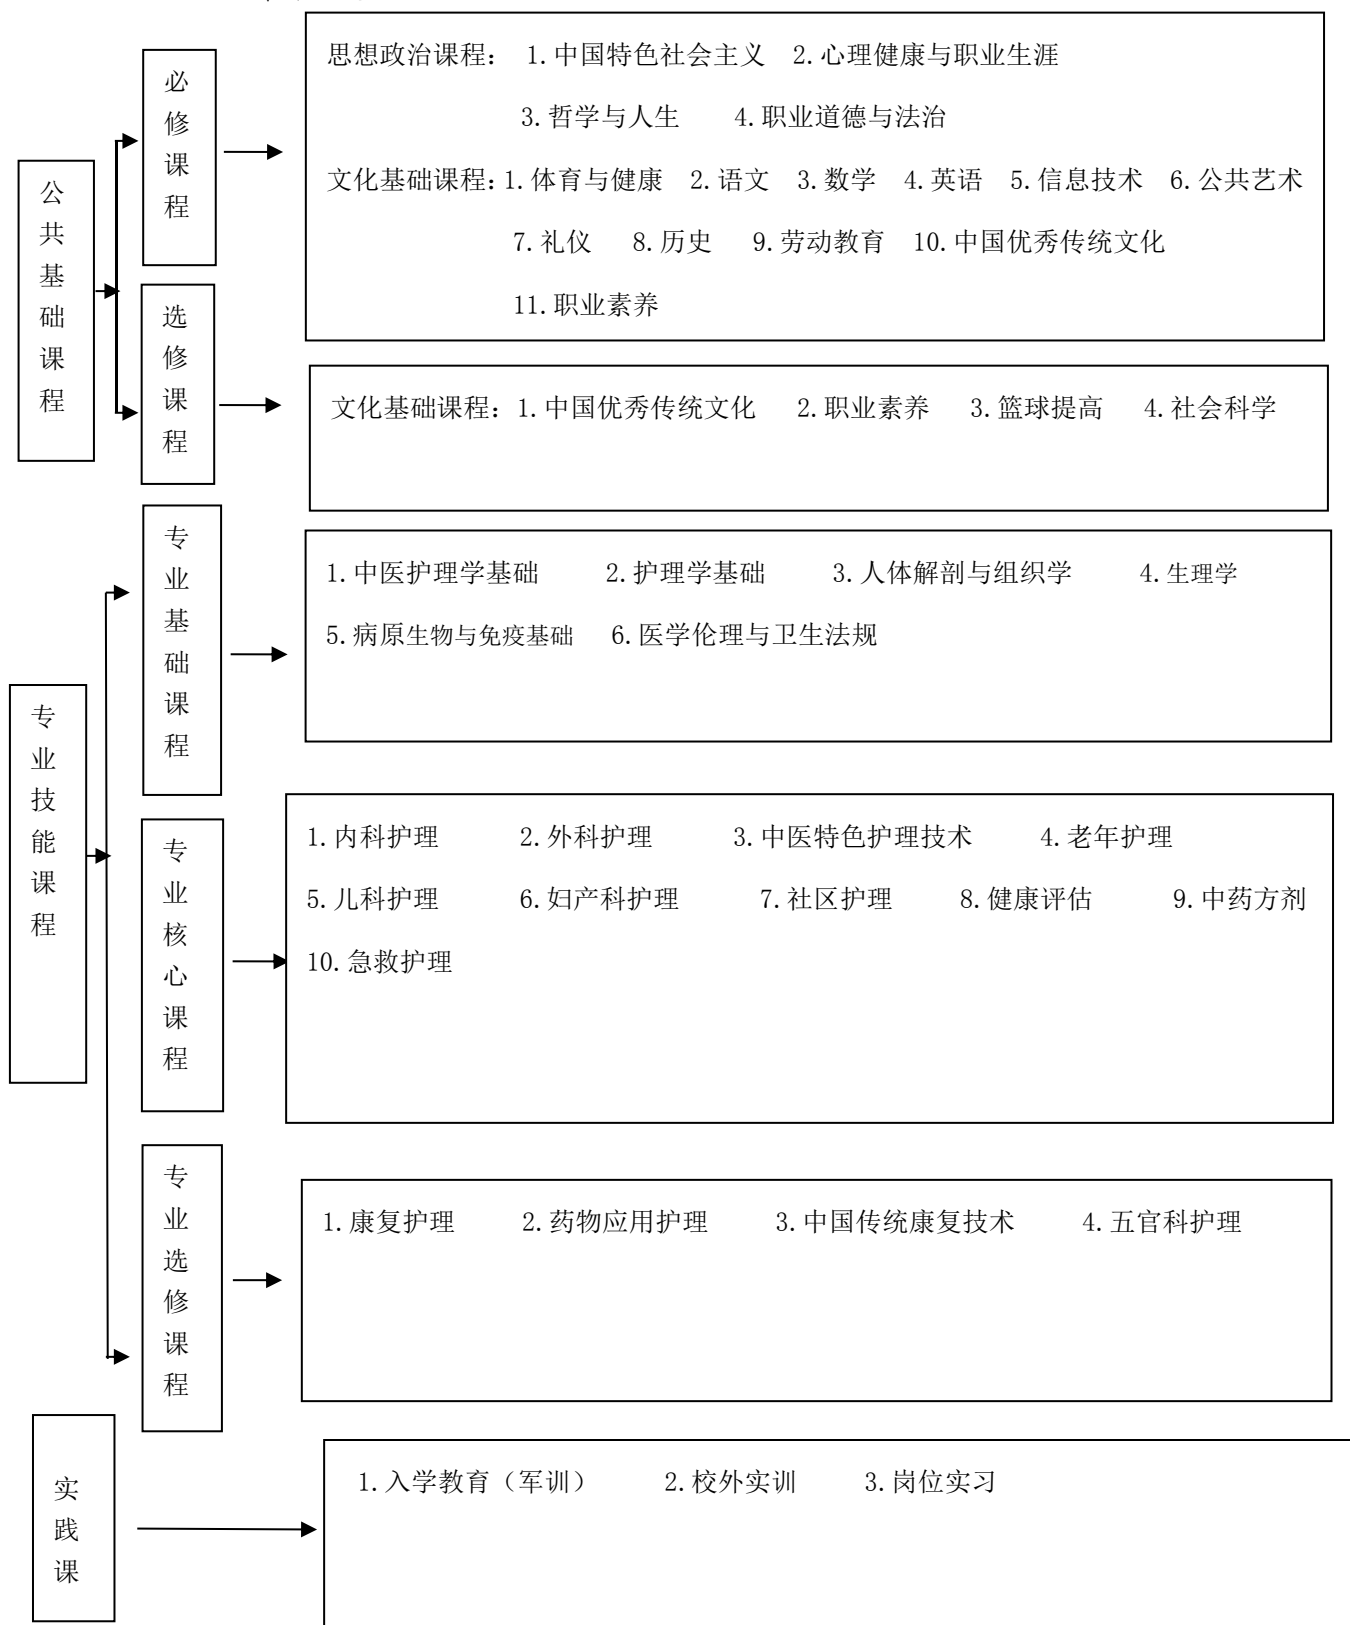 公共基础课程
必修课程
思想政治课程： 1.中国特色社会主义 2.心理健康与职业生涯
3.哲学与人生 4.职业道德与法治
文化基础课程：1.体育与健康 2.语文 3.数学 4.英语 5.信息技术 6.公共艺术
7.礼仪 8.历史 9.劳动教育 10.中国优秀传统文化
11.职业素养
选修课程
文化基础课程：1.中国优秀传统文化 2.职业素养 3.篮球提高 4.社会科学
专业技能课程
专业基础课程
1.中医护理学基础 2.护理学基础 3.人体解剖与组织学 4.生理学
5.病原生物与免疫基础 6.医学伦理与卫生法规
专业核心课程
1.内科护理 2.外科护理 3.中医特色护理技术 4.老年护理
5.儿科护理 6.妇产科护理 7.社区护理 8.健康评估 9.中药方剂
10.急救护理
专业选修课程
1.康复护理 2.药物应用护理 3.中国传统康复技术 4.五官科护理
实践课
1.入学教育（军训） 2.校外实训 3.岗位实习